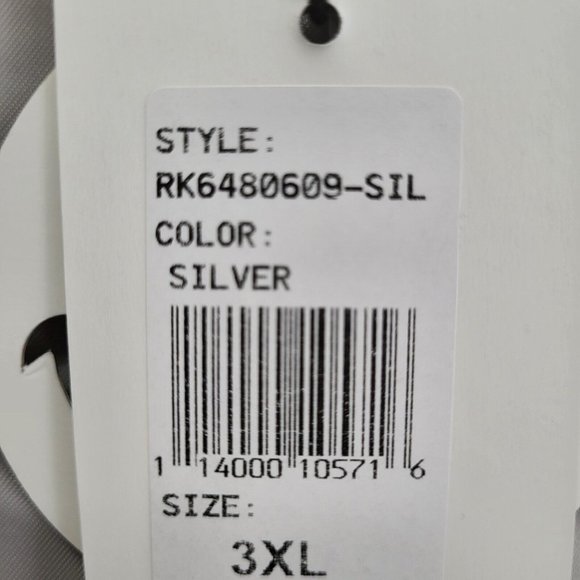 STYLE:
RK6480609-SIL
COLOR:
SILVER
1 14000 10571 6
SIZE:
3XL